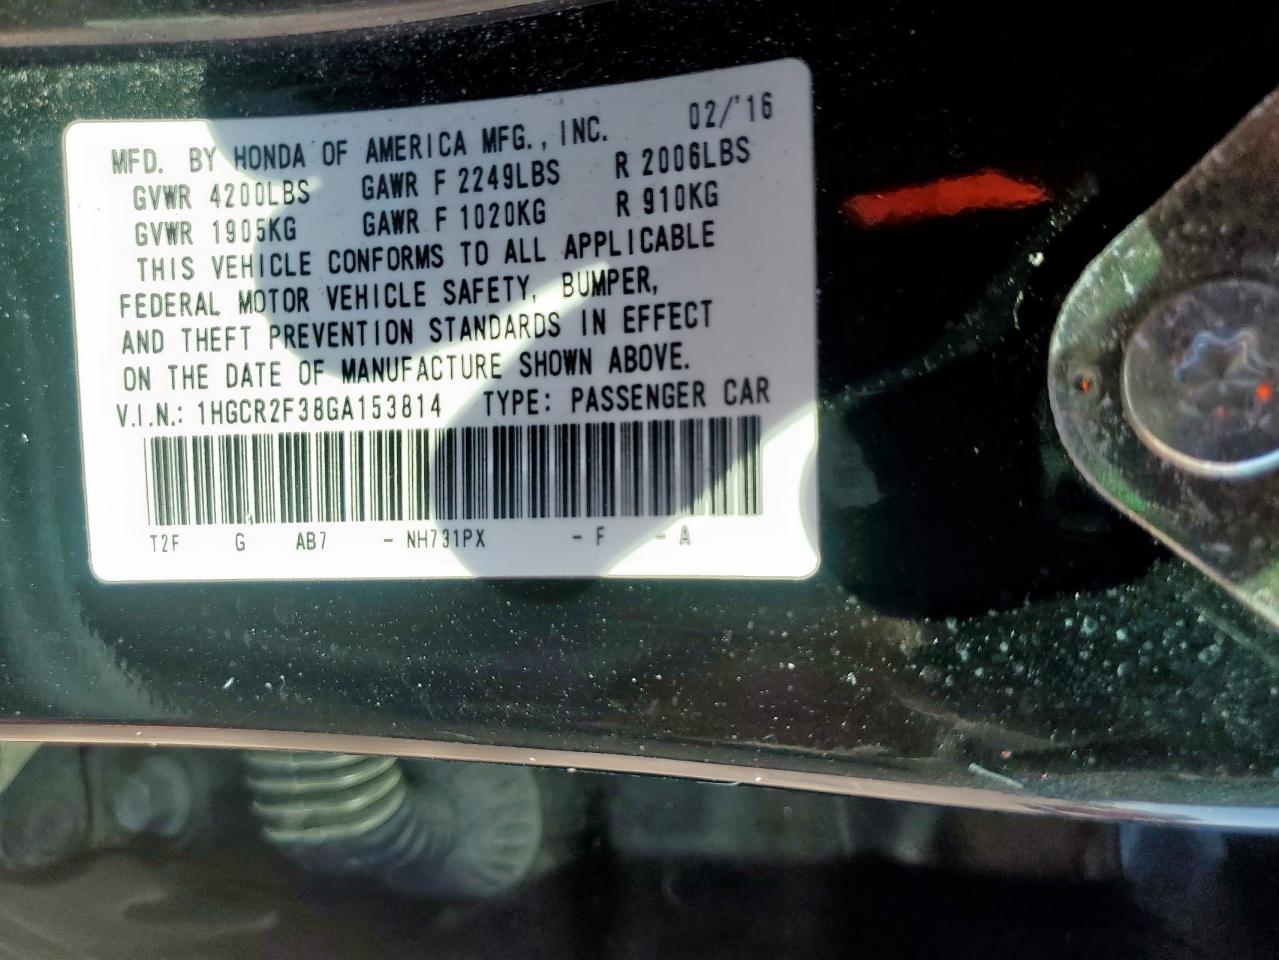 02/'16
MFD. BY HONDA OF AMERICA MFG., INC.
GVWR 4200LBS GAWR F 2249LBS R 2006LBS
GVWR 1905KG GAWR F 1020KG R 910KG
THIS VEHICLE CONFORMS TO ALL APPLICABLE
FEDERAL MOTOR VEHICLE SAFETY, BUMPER,
AND THEFT PREVENTION STANDARDS IN EFFECT
ON THE DATE OF MANUFACTURE SHOWN ABOVE.
V.I.N.: 1HGCR2F38GA153814 TYPE: PASSENGER CAR
T2F G AB7 - NH731PX - F - A